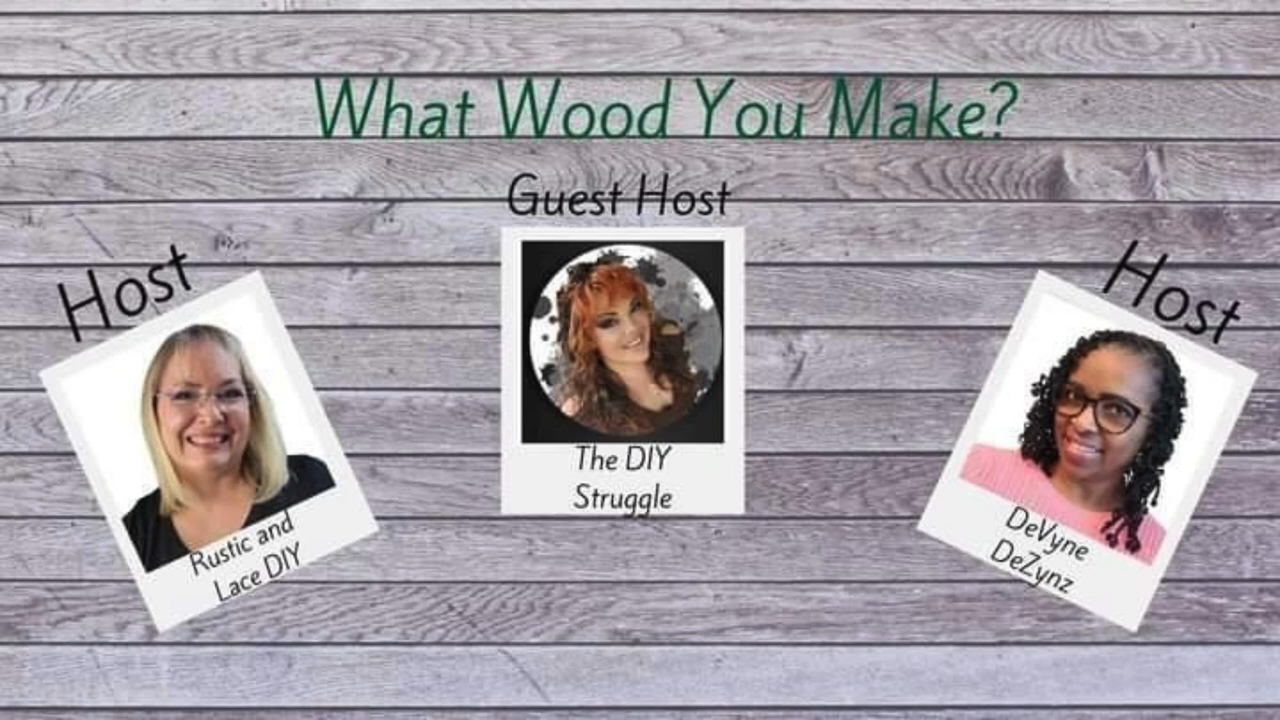 What Wood You Make?
Guest Host
Host
Host
The DIY
Struggle
Rustic and
Lace DIY
DeVyne
DeZynz